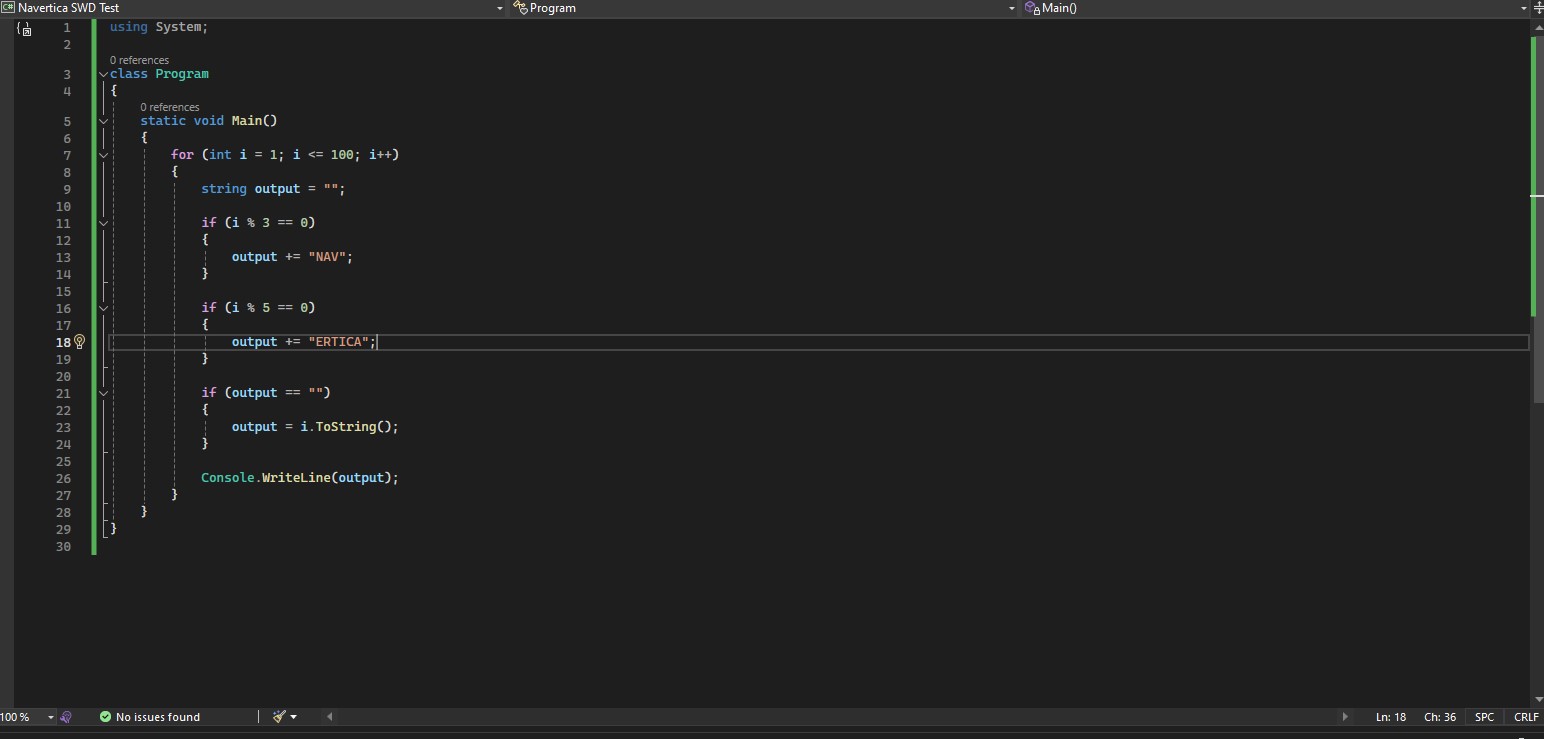 C# Navertica SWD Test Program Main()
1 using System;
2
0 references
3 class Program
4 {
0 references
5 static void Main()
6 {
7 for (int i = 1; i <= 100; i++)
8 {
9 string output = "";
10
11 if (i % 3 == 0)
12 {
13 output += "NAV";
14 }
15
16 if (i % 5 == 0)
17 {
18 output += "ERTICA";
19 }
20
21 if (output == "")
22 {
23 output = i.ToString();
24 }
25
26 Console.WriteLine(output);
27 }
28 }
29 }
30
100 % No issues found Ln: 18 Ch: 36 SPC CRLF